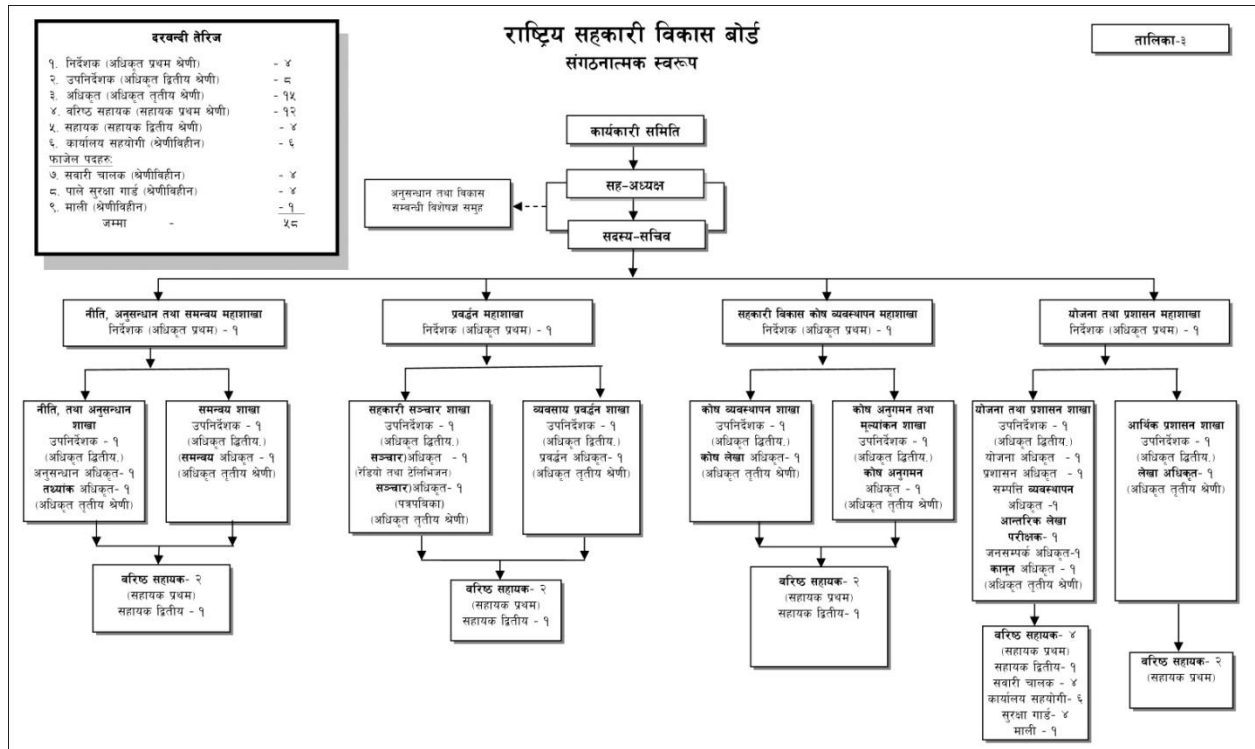 दरवन्दी तेरिज
१. निर्देशक (अधिकृत प्रथम श्रेणी) - ४
२. उपनिर्देशक (अधिकृत द्वितीय श्रेणी) - ८
३. अधिकृत (अधिकृत तृतीय श्रेणी) - १५
४. वरिष्ठ सहायक (सहायक प्रथम श्रेणी) - १२
५. सहायक (सहायक द्वितीय श्रेणी) - ४
६. कार्यालय सहयोगी (श्रेणीविहीन) - ६
फाजेल पदहरु:
७. सवारी चालक (श्रेणीविहीन) - ४
८. पाले सुरक्षा गार्ड (श्रेणीविहीन) - ४
९. माली (श्रेणीविहीन) - १
जम्मा - ५८
राष्ट्रिय सहकारी विकास बोर्ड
संगठनात्मक स्वरूप
तालिका-३
कार्यकारी समिति
सह-अध्यक्ष
अनुसन्धान तथा विकास
सम्बन्धी विशेषज्ञ समूह
सदस्य-सचिव
नीति, अनुसन्धान तथा समन्वय महाशाखा
निर्देशक (अधिकृत प्रथम) - १
प्रवर्द्धन महाशाखा
निर्देशक (अधिकृत प्रथम) - १
सहकारी विकास कोष व्यवस्थापन महाशाखा
निर्देशक (अधिकृत प्रथम) - १
योजना तथा प्रशासन महाशाखा
निर्देशक (अधिकृत प्रथम) - १
नीति, तथा अनुसन्धान
शाखा
उपनिर्देशक - १
(अधिकृत द्वितीय.)
अनुसन्धान अधिकृत- १
तथ्यांक अधिकृत- १
(अधिकृत तृतीय श्रेणी)
समन्वय शाखा
उपनिर्देशक - १
(अधिकृत द्वितीय.)
(समन्वय अधिकृत - १
(अधिकृत तृतीय श्रेणी)
सहकारी सञ्चार शाखा
उपनिर्देशक - १
(अधिकृत द्वितीय.)
सञ्चार)अधिकृत - १
(रेडियो तथा टेलिभिजन)
सञ्चार)अधिकृत- १
(पत्रपविका)
(अधिकृत तृतीय श्रेणी)
व्यवसाय प्रवर्द्धन शाखा
उपनिर्देशक - १
(अधिकृत द्वितीय.)
प्रवर्द्धन अधिकृत- १
(अधिकृत तृतीय श्रेणी)
कोष व्यवस्थापन शाखा
उपनिर्देशक - १
(अधिकृत द्वितीय.)
कोष लेखा अधिकृत- १
(अधिकृत तृतीय श्रेणी)
कोष अनुगमन तथा
मूल्यांकन शाखा
उपनिर्देशक - १
(अधिकृत द्वितीय.)
कोष अनुगमन
अधिकृत - १
(अधिकृत तृतीय श्रेणी)
योजना तथा प्रशासन शाखा
उपनिर्देशक - १
(अधिकृत द्वितीय.)
योजना अधिकृत - १
प्रशासन अधिकृत - १
सम्पत्ति व्यवस्थापन
अधिकृत -१
आन्तरिक लेखा
परीक्षक- १
जनसम्पर्क अधिकृत-१
कानून अधिकृत - १
(अधिकृत तृतीय श्रेणी)
आर्थिक प्रशासन शाखा
उपनिर्देशक - १
(अधिकृत द्वितीय.)
लेखा अधिकृत- १
(अधिकृत तृतीय श्रेणी)
वरिष्ठ सहायक- २
(सहायक प्रथम)
सहायक द्वितीय - १
वरिष्ठ सहायक- २
(सहायक प्रथम)
सहायक द्वितीय - १
वरिष्ठ सहायक- २
(सहायक प्रथम)
सहायक द्वितीय- १
वरिष्ठ सहायक- ४
(सहायक प्रथम)
सहायक द्वितीय- १
सवारी चालक - ४
कार्यालय सहयोगी- ६
सुरक्षा गार्ड- ४
माली - १
वरिष्ठ सहायक- २
(सहायक प्रथम)